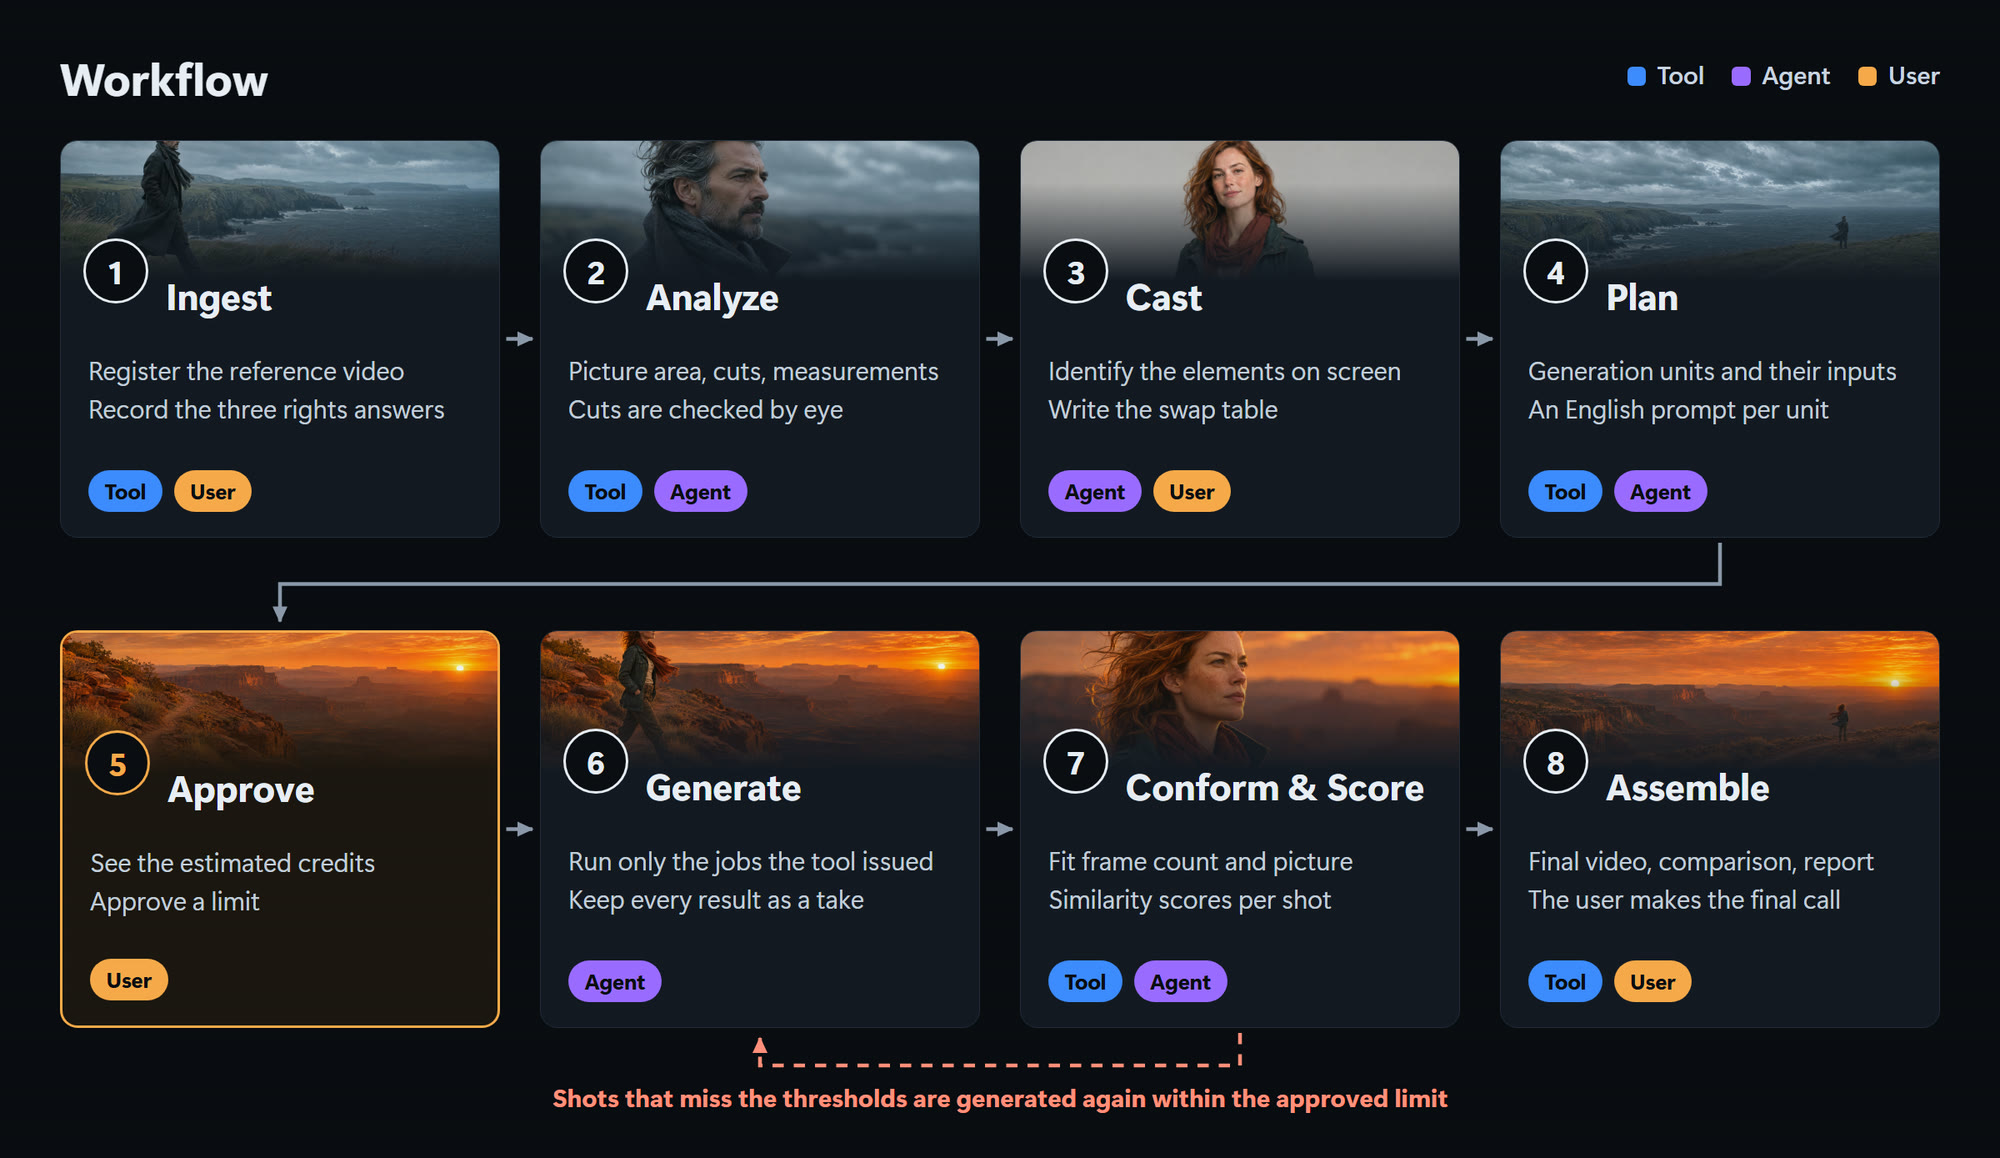 Workflow
Tool
Agent
User
1
Ingest
Register the reference video
Record the three rights answers
Tool
User
2
Analyze
Picture area, cuts, measurements
Cuts are checked by eye
Tool
Agent
3
Cast
Identify the elements on screen
Write the swap table
Agent
User
4
Plan
Generation units and their inputs
An English prompt per unit
Tool
Agent
5
Approve
See the estimated credits
Approve a limit
User
6
Generate
Run only the jobs the tool issued
Keep every result as a take
Agent
7
Conform & Score
Fit frame count and picture
Similarity scores per shot
Tool
Agent
8
Assemble
Final video, comparison, report
The user makes the final call
Tool
User
Shots that miss the thresholds are generated again within the approved limit